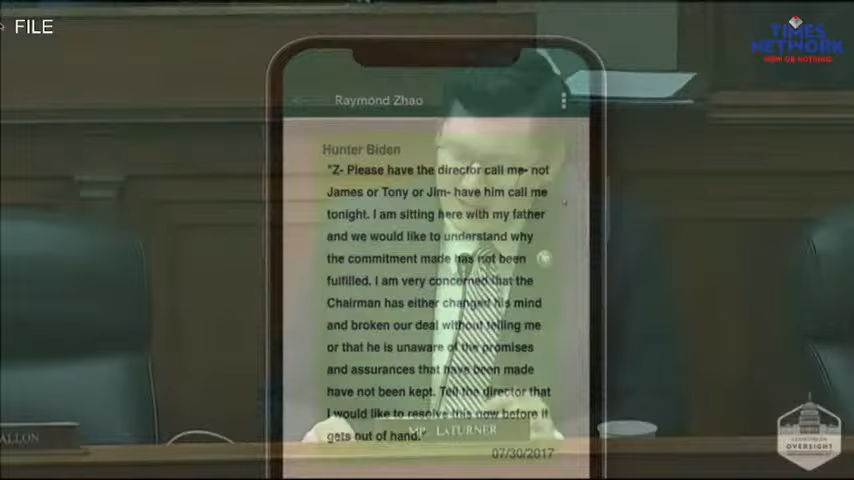 FILE
TIMES
NETWORK
NOW OR NOTHING
Raymond Zhao
Hunter Biden
"Z- Please have the director call me- not
James or Tony or Jim- have him call me
tonight. I am sitting here with my father
and we would like to understand why
the commitment made has not been
fulfilled. I am very concerned that the
Chairman has either changed his mind
and broken our deal without telling me
or that he is unaware of the promises
and assurances that have been made
have not been kept. Tell the director that
I would like to resolve this now before it
gets out of hand."
07/30/2017
ALLON
MR. LATURNER
OVERSIGHT